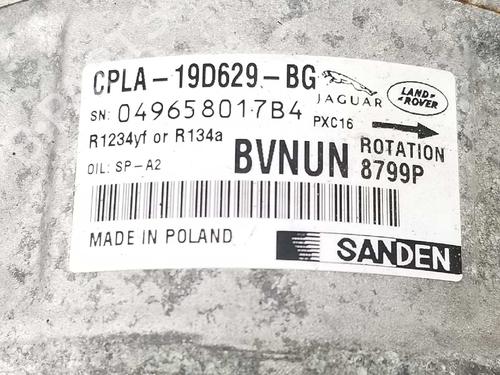 CPLA-19D629-BG
JAGUAR
LAND ROVER
SN: 049658017B4
PXC16
R1234yf or R134a
BVNUN
ROTATION
OIL: SP-A2
8799P
MADE IN POLAND
SANDEN